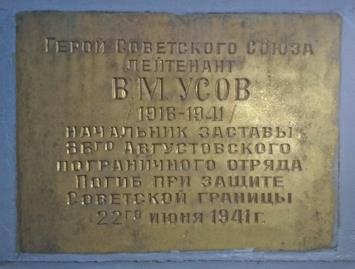 Герой Советского Союза
лейтенант
В.М. УСОВ
/1916-1941/
начальник заставы
86го Августовского
пограничного отряда
Погиб при защите
Советской границы
22го июня 1941 г.